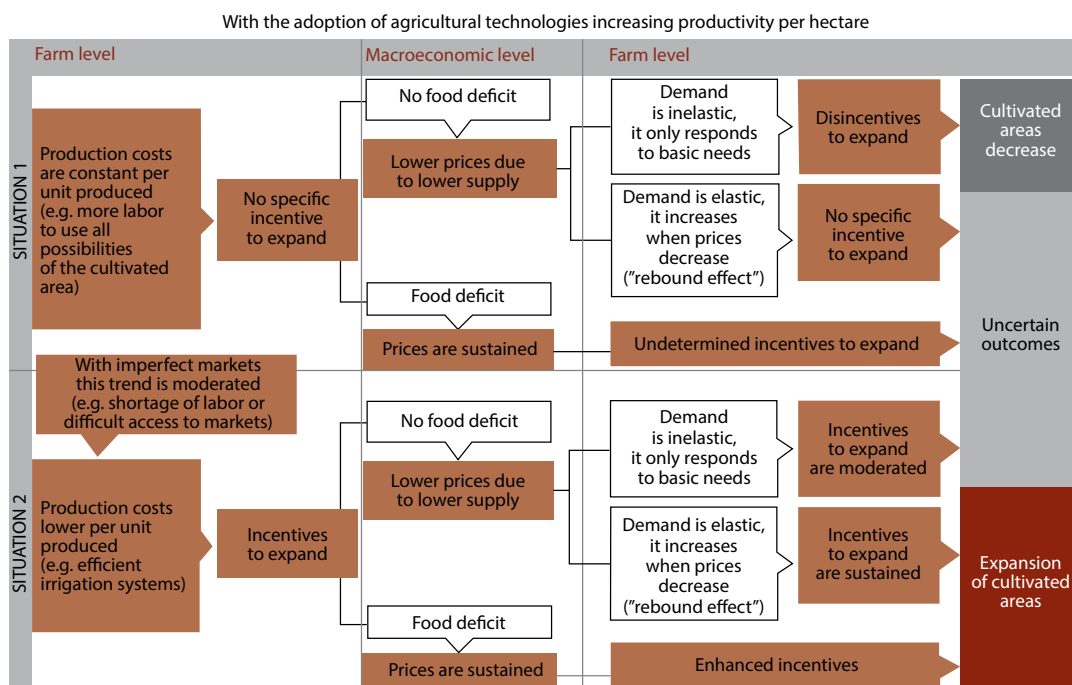 With the adoption of agricultural technologies increasing productivity per hectare
Farm level
Macroeconomic level
Farm level
SITUATION 1
Production costs
are constant per
unit produced
(e.g. more labor
to use all
possibilities
of the cultivated
area)
No specific
incentive
to expand
No food deficit
Lower prices due
to lower supply
Demand
is inelastic,
it only responds
to basic needs
Disincentives
to expand
Demand is elastic,
it increases
when prices
decrease
("rebound effect")
No specific
incentive
to expand
Food deficit
Prices are sustained
Undetermined incentives to expand
Cultivated
areas
decrease
Uncertain
outcomes
With imperfect markets
this trend is moderated
(e.g. shortage of labor or
difficult access to markets)
SITUATION 2
Production costs
lower per unit
produced
(e.g. efficient
irrigation systems)
Incentives
to expand
No food deficit
Lower prices due
to lower supply
Demand
is inelastic,
it only responds
to basic needs
Incentives
to expand
are moderated
Demand is elastic,
it increases
when prices
decrease
("rebound effect")
Incentives
to expand
are sustained
Food deficit
Prices are sustained
Enhanced incentives
Expansion
of cultivated
areas